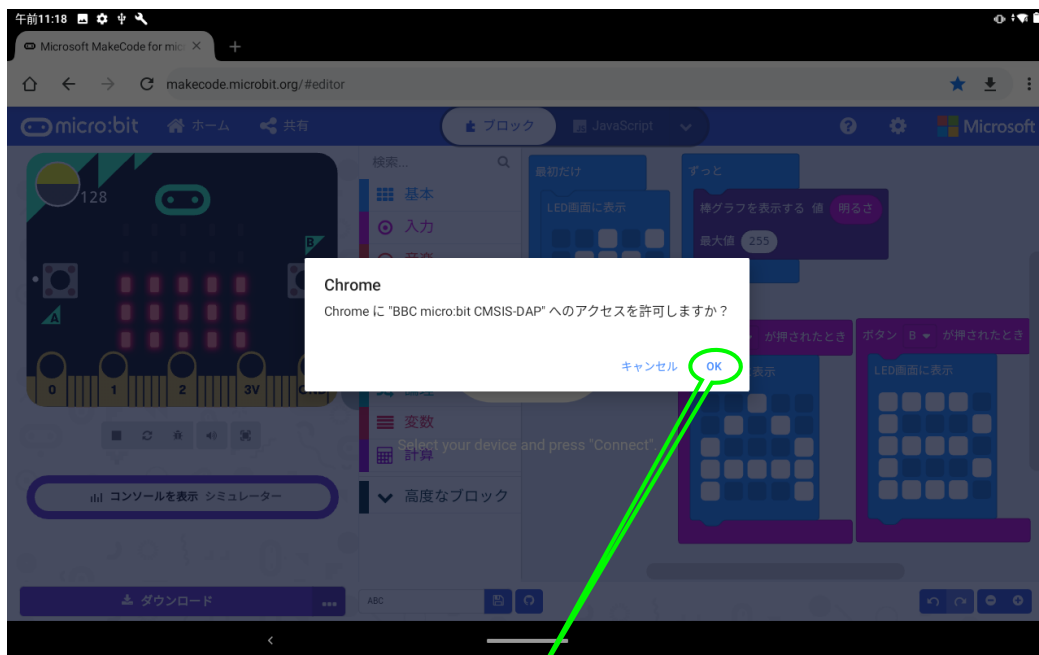 午前11:18
Microsoft MakeCode for mic
makecode.microbit.org/#editor
micro:bit
ホーム
共有
ブロック
JavaScript
Microsoft
128
B
A
0
1
2
3V
GND
コンソールを表示 シミュレーター
ダウンロード
検索...
基本
入力
音楽
論理
変数
計算
高度なブロック
ABC
最初だけ
LED画面に表示
ずっと
棒グラフを表示する 値 明るさ
最大値 255
Chrome
Chrome に "BBC micro:bit CMSIS-DAP" へのアクセスを許可しますか？
キャンセル
OK
Select your device and press "Connect".
が押されたとき
表示
ボタン B が押されたとき
LED画面に表示